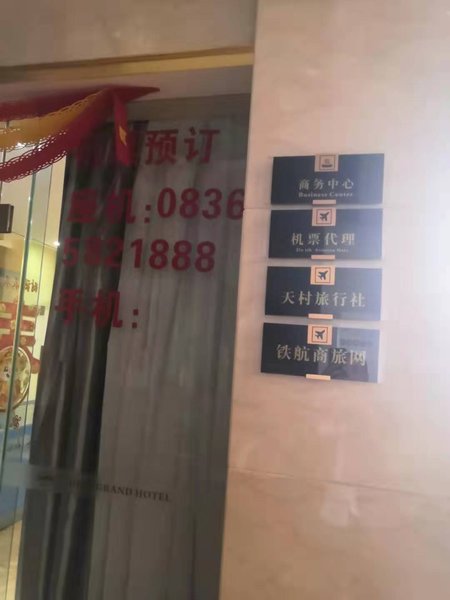 预订
机:0836
5821888
手机:
GRAND HOTEL
商务中心
Business Center
机票代理
天村旅行社
铁航商旅网